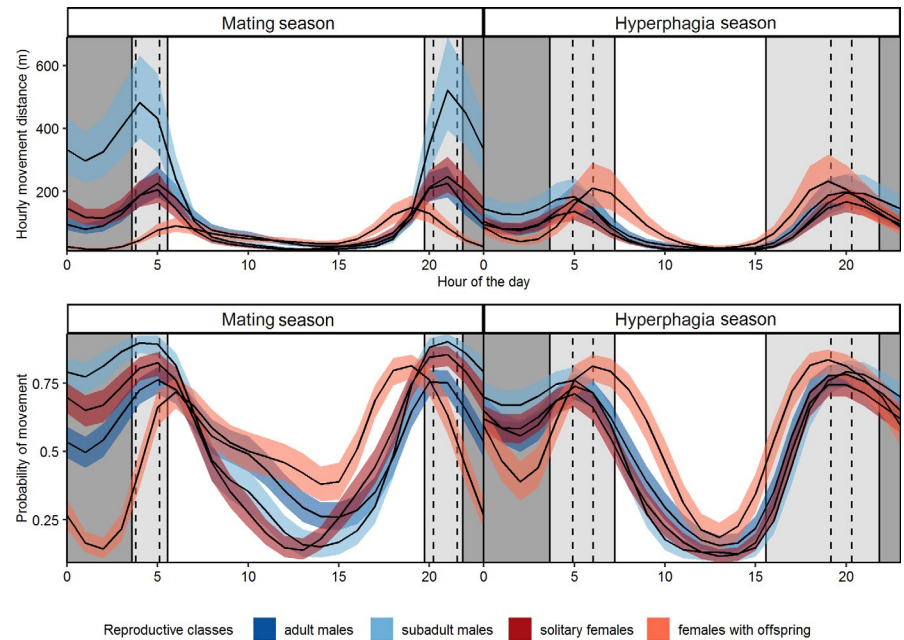 Mating season Hyperphagia season
Hourly movement distance (m)
600
400
200
0 5 10 15 20 0 5 10 15 20
Hour of the day
Mating season Hyperphagia season
Probability of movement
0.75
0.5
0.25
0 5 10 15 20 0 5 10 15 20
Reproductive classes adult males subadult males solitary females females with offspring